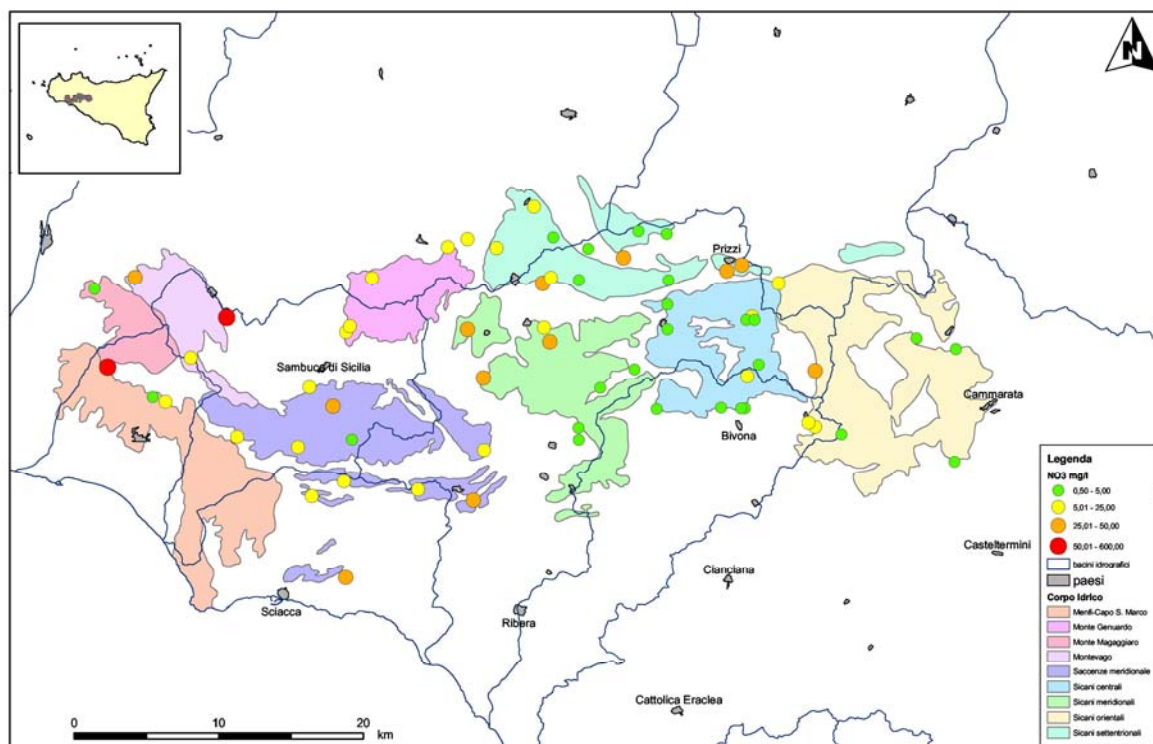 N
Prizzi
Sambuca di Sicilia
Cammarata
Bivona
Casteltermini
Cianciana
Sciacca
Ribera
Cattolica Eraclea
0 10 20
km
Legenda
NO3 mg/l
0,50 - 5,00
5,01 - 25,00
25,01 - 50,00
50,01 - 600,00
bacini idrografici
paesi
Corpo Idrico
Menfi-Capo S. Marco
Monte Genuardo
Monte Magaggiaro
Montevago
Saccenze meridionale
Sicani centrali
Sicani meridionali
Sicani orientali
Sicani settentrionali